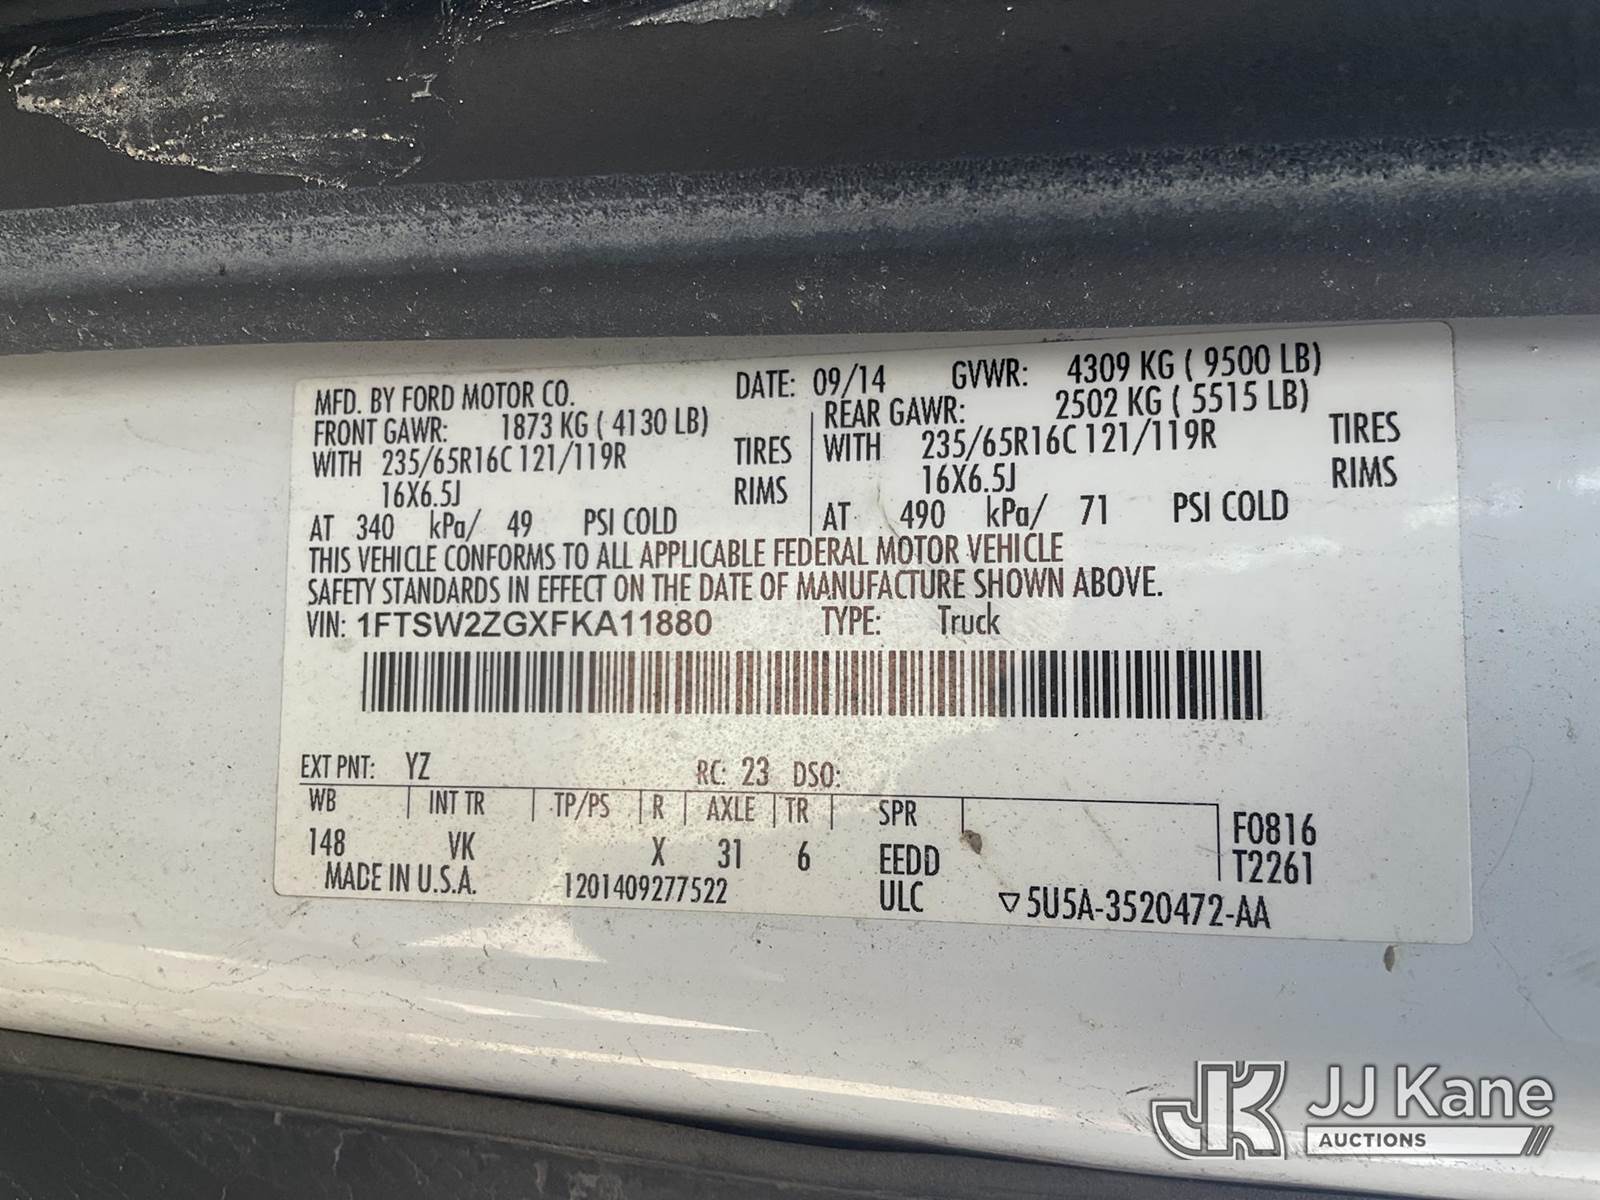 MFD. BY FORD MOTOR CO. DATE: 09/14 GVWR: 4309 KG ( 9500 LB)
FRONT GAWR: 1873 KG ( 4130 LB) REAR GAWR: 2502 KG ( 5515 LB)
WITH 235/65R16C 121/119R TIRES WITH 235/65R16C 121/119R TIRES
16X6.5J RIMS 16X6.5J RIMS
AT 340 kPa/ 49 PSI COLD AT 490 kPa/ 71 PSI COLD
THIS VEHICLE CONFORMS TO ALL APPLICABLE FEDERAL MOTOR VEHICLE
SAFETY STANDARDS IN EFFECT ON THE DATE OF MANUFACTURE SHOWN ABOVE.
VIN: 1FTSW2ZGXFKA11880 TYPE: Truck
EXT PNT: YZ RC: 23 DSO:
WB INT TR TP/PS R AXLE TR SPR
148 VK X 31 6 EEDD F0816
T2261
MADE IN U.S.A. 1201409277522 ULC ▽5U5A-3520472-AA
JK JJ Kane
AUCTIONS